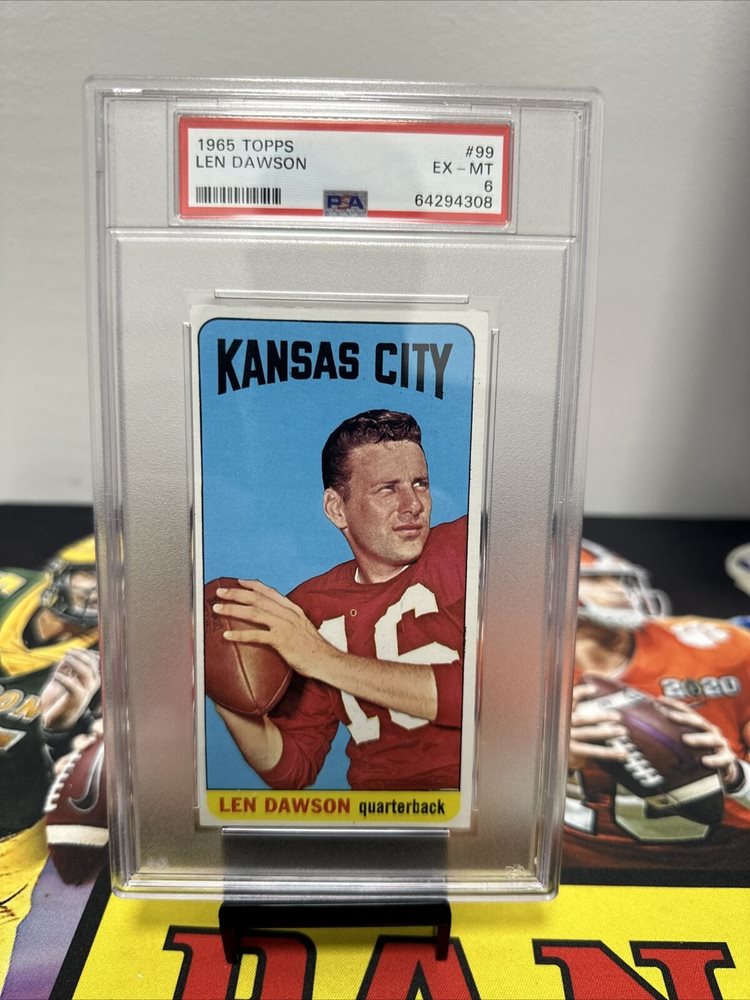 1965 TOPPS #99
LEN DAWSON EX-MT
6
PSA 64294308
KANSAS CITY
16
LEN DAWSON quarterback
2020